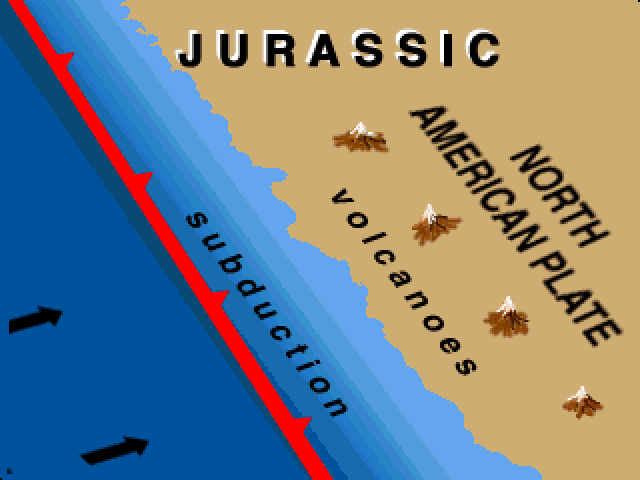 JURASSIC
NORTH
AMERICAN PLATE
volcanoes
subduction